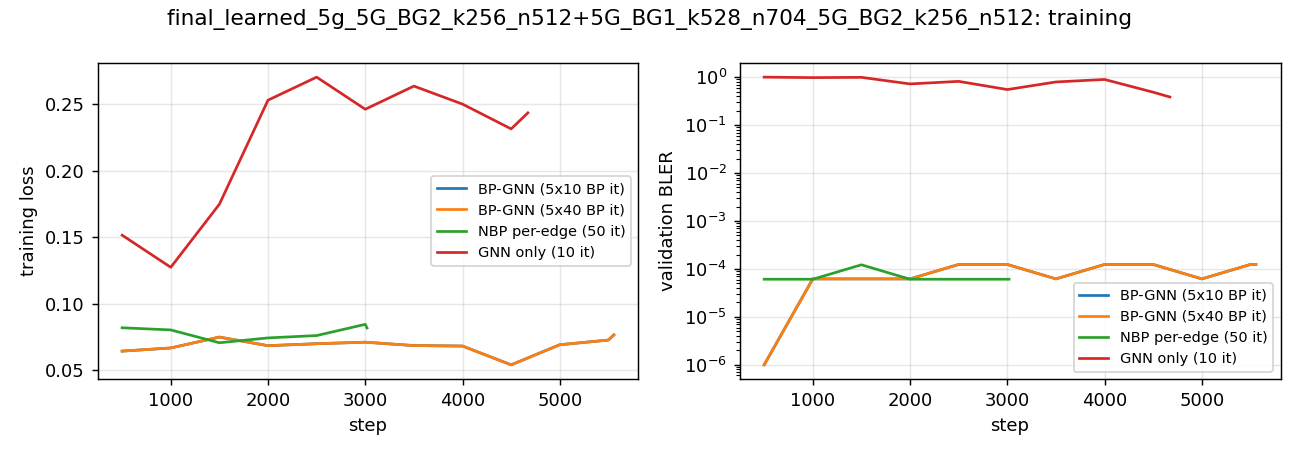 final_learned_5g_5G_BG2_k256_n512+5G_BG1_k528_n704_5G_BG2_k256_n512: training
training loss
0.25
0.20
0.15
0.10
0.05
BP-GNN (5x10 BP it)
BP-GNN (5x40 BP it)
NBP per-edge (50 it)
GNN only (10 it)
1000
2000
3000
4000
5000
step
validation BLER
10⁰
10⁻¹
10⁻²
10⁻³
10⁻⁴
10⁻⁵
10⁻⁶
BP-GNN (5x10 BP it)
BP-GNN (5x40 BP it)
NBP per-edge (50 it)
GNN only (10 it)
1000
2000
3000
4000
5000
step